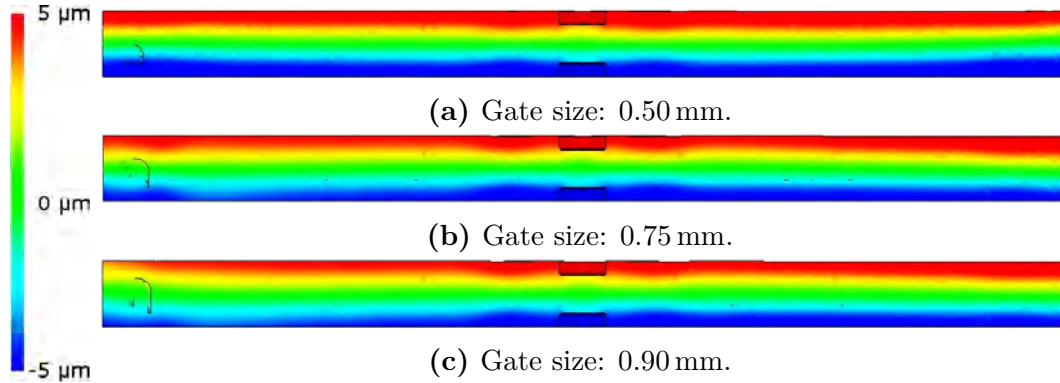 5 µm
(a) Gate size: 0.50 mm.
(b) Gate size: 0.75 mm.
0 µm
(c) Gate size: 0.90 mm.
-5 µm